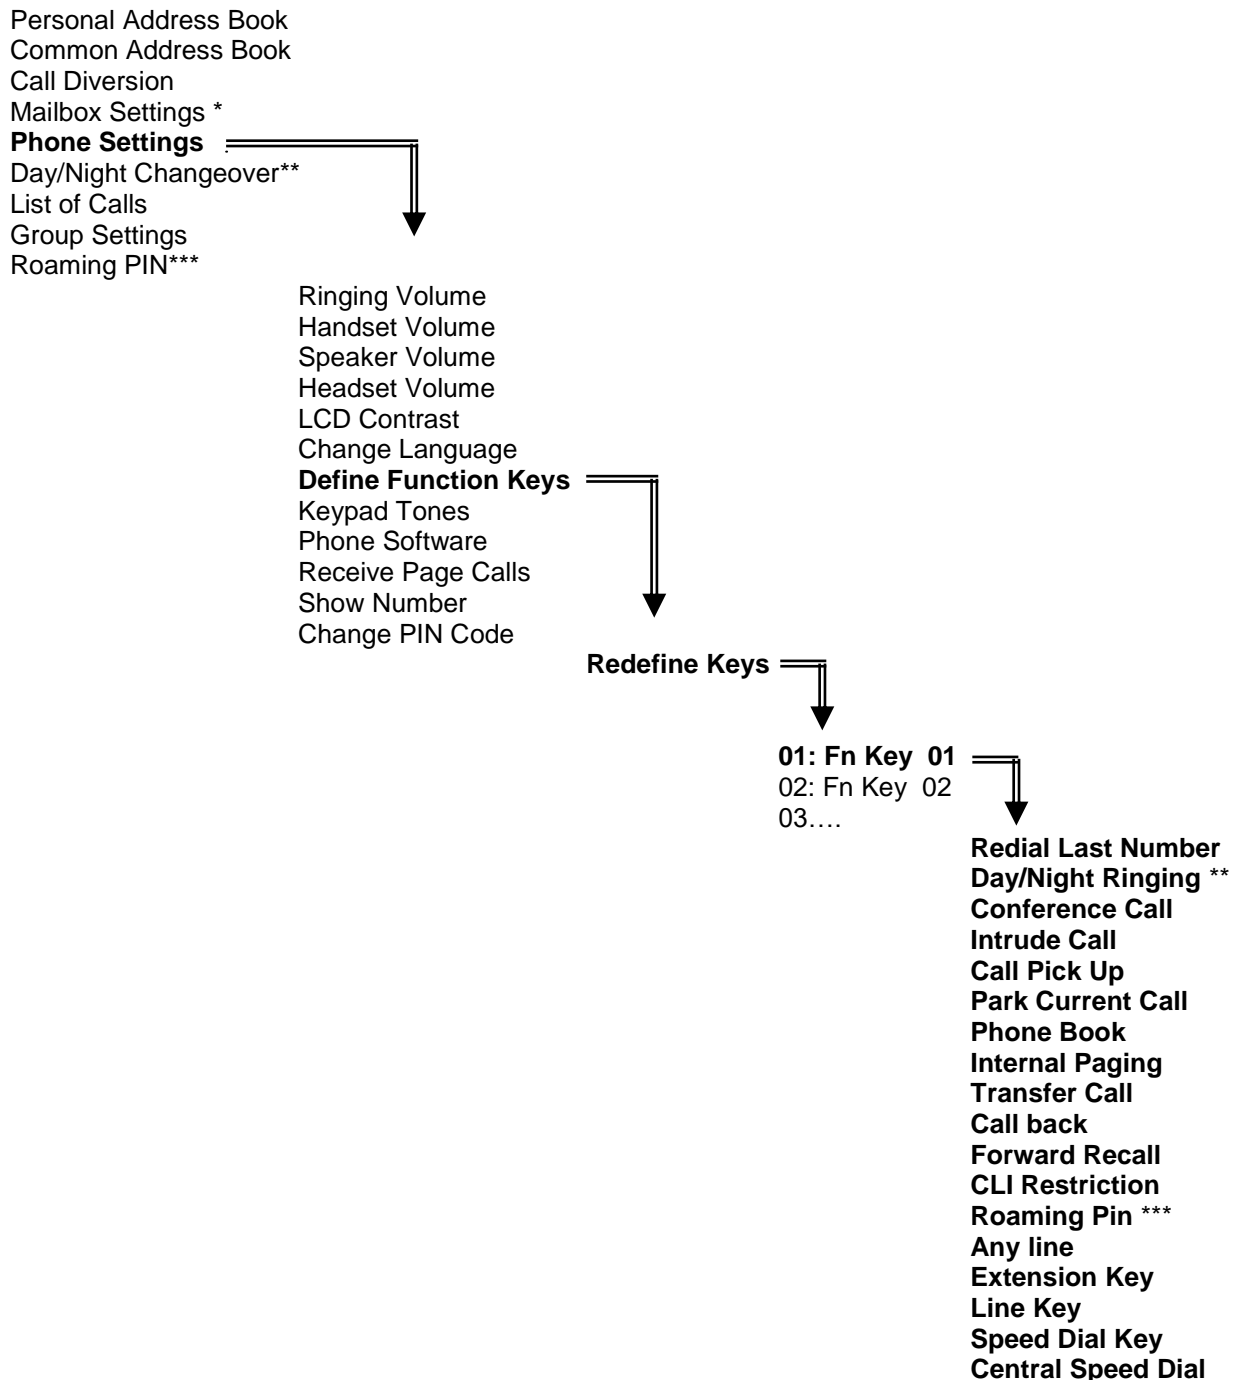 Personal Address Book
Common Address Book
Call Diversion
Mailbox Settings *
Phone Settings
Day/Night Changeover**
List of Calls
Group Settings
Roaming PIN***
Ringing Volume
Handset Volume
Speaker Volume
Headset Volume
LCD Contrast
Change Language
Define Function Keys
Keypad Tones
Phone Software
Receive Page Calls
Show Number
Change PIN Code
Redefine Keys
01: Fn Key 01
02: Fn Key 02
03….
Redial Last Number
Day/Night Ringing **
Conference Call
Intrude Call
Call Pick Up
Park Current Call
Phone Book
Internal Paging
Transfer Call
Call back
Forward Recall
CLI Restriction
Roaming Pin ***
Any line
Extension Key
Line Key
Speed Dial Key
Central Speed Dial